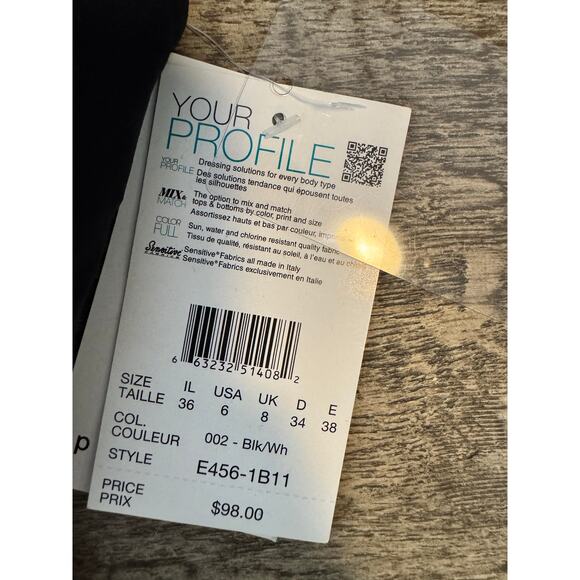 YOUR
PROFILE
YOUR
PROFILE
Dressing solutions for every body type
Des solutions tendance qui épousent toutes
les silhouettes
MIX&
MATCH
The option to mix and match
tops & bottoms by color, print and size
Assortissez hauts et bas par couleur,
COLOR
FULL
Sun, water and chlorine resistant quality
Tissu de qualité, résistant au soleil, à l'eau et au
Sensitive
Sensitive® Fabrics all made in Italy
Sensitive® Fabrics exclusivement en Italie
6 63232 51408 2
SIZE IL USA UK D E
TAILLE 36 6 8 34 38
COL.
COULEUR 002 - Blk/Wh
STYLE E456-1B11
PRICE
PRIX $98.00
p